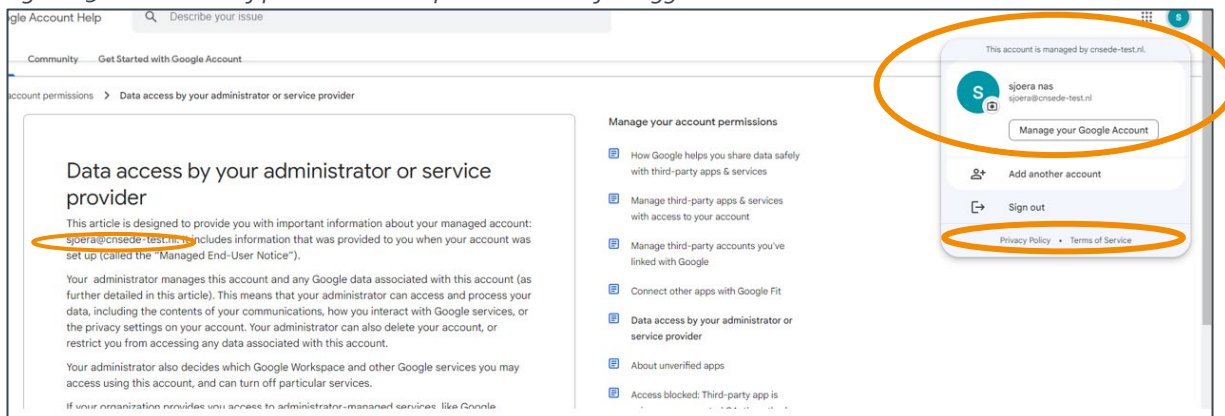 gle Account Help
Describe your issue
S
Community Get Started with Google Account
account permissions > Data access by your administrator or service provider
Data access by your administrator or service
provider
This article is designed to provide you with important information about your managed account:
sjoera@cnsede-test.nl. It includes information that was provided to you when your account was
set up (called the “Managed End-User Notice”).
Your administrator manages this account and any Google data associated with this account (as
further detailed in this article). This means that your administrator can access and process your
data, including the contents of your communications, how you interact with Google services, or
the privacy settings on your account. Your administrator can also delete your account, or
restrict you from accessing any data associated with this account.
Your administrator also decides which Google Workspace and other Google services you may
access using this account, and can turn off particular services.
If your organization provides you access to administrator-managed services, like Google
Manage your account permissions
How Google helps you share data safely
with third-party apps & services
Manage third-party apps & services
with access to your account
Manage third-party accounts you've
linked with Google
Connect other apps with Google Fit
Data access by your administrator or
service provider
About unverified apps
Access blocked: Third-party app is
This account is managed by cnsede-test.nl.
S
sjoera nas
sjoera@cnsede-test.nl
Manage your Google Account
Add another account
Sign out
Privacy Policy • Terms of Service